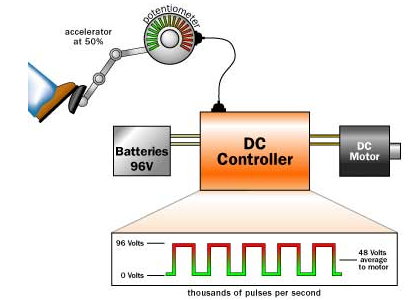 potentiometer
accelerator
at 50%
Batteries
96V
DC
Controller
DC
Motor
96 Volts
0 Volts
48 Volts
average
to motor
thousands of pulses per second